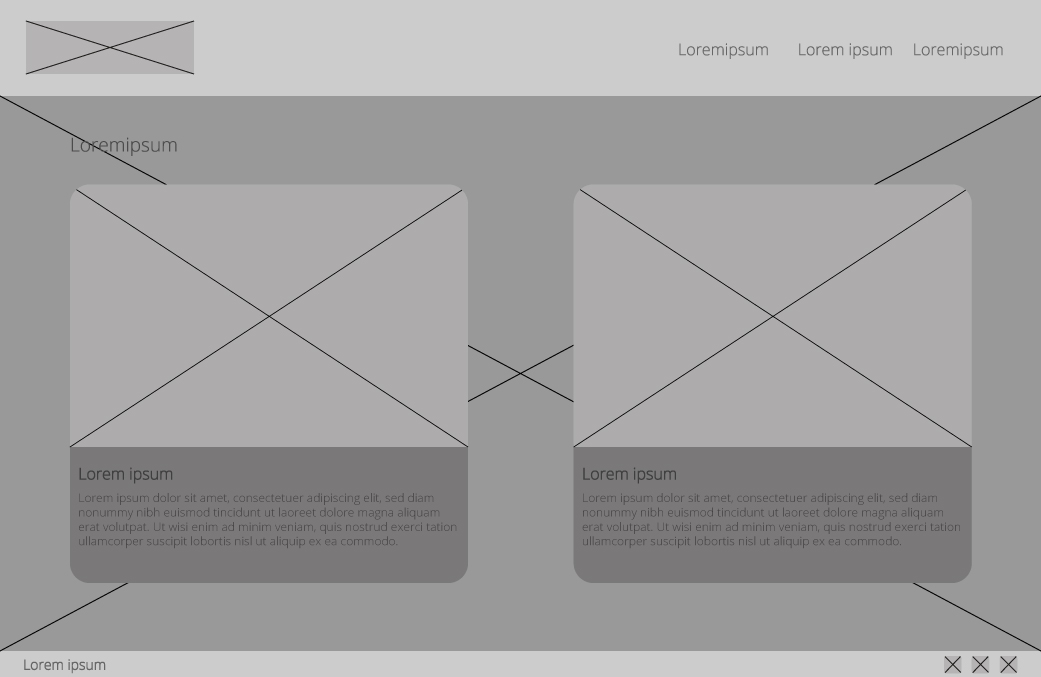 Loremipsum Lorem ipsum Loremipsum
Loremipsum
Lorem ipsum
Lorem ipsum dolor sit amet, consectetuer adipiscing elit, sed diam
nonummy nibh euismod tincidunt ut laoreet dolore magna aliquam
erat volutpat. Ut wisi enim ad minim veniam, quis nostrud exerci tation
ullamcorper suscipit lobortis nisl ut aliquip ex ea commodo.
Lorem ipsum
Lorem ipsum dolor sit amet, consectetuer adipiscing elit, sed diam
nonummy nibh euismod tincidunt ut laoreet dolore magna aliquam
erat volutpat. Ut wisi enim ad minim veniam, quis nostrud exerci tation
ullamcorper suscipit lobortis nisl ut aliquip ex ea commodo.
Lorem ipsum